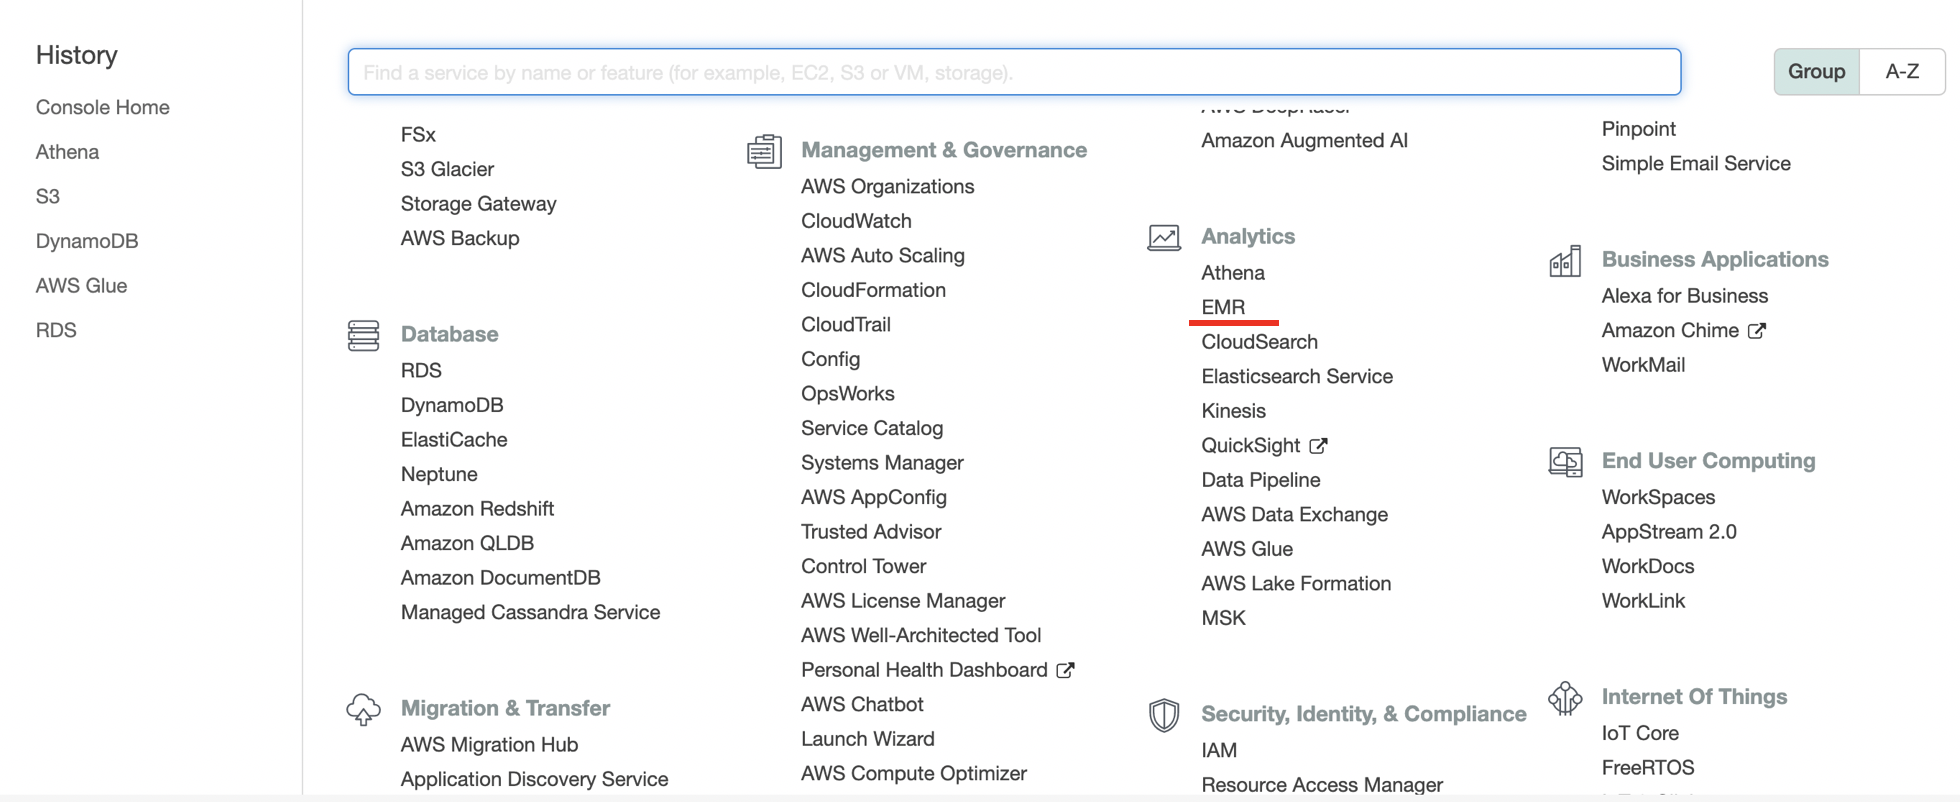 History
Console Home
Athena
S3
DynamoDB
AWS Glue
RDS
Find a service by name or feature (for example, EC2, S3 or VM, storage).
Group
A-Z
FSx
S3 Glacier
Storage Gateway
AWS Backup
Database
RDS
DynamoDB
ElastiCache
Neptune
Amazon Redshift
Amazon QLDB
Amazon DocumentDB
Managed Cassandra Service
Migration & Transfer
AWS Migration Hub
Application Discovery Service
Management & Governance
AWS Organizations
CloudWatch
AWS Auto Scaling
CloudFormation
CloudTrail
Config
OpsWorks
Service Catalog
Systems Manager
AWS AppConfig
Trusted Advisor
Control Tower
AWS License Manager
AWS Well-Architected Tool
Personal Health Dashboard
AWS Chatbot
Launch Wizard
AWS Compute Optimizer
AWS DeepRacer
Amazon Augmented AI
Analytics
Athena
EMR
CloudSearch
Elasticsearch Service
Kinesis
QuickSight
Data Pipeline
AWS Data Exchange
AWS Glue
AWS Lake Formation
MSK
Security, Identity, & Compliance
IAM
Resource Access Manager
Pinpoint
Simple Email Service
Business Applications
Alexa for Business
Amazon Chime
WorkMail
End User Computing
WorkSpaces
AppStream 2.0
WorkDocs
WorkLink
Internet Of Things
IoT Core
FreeRTOS